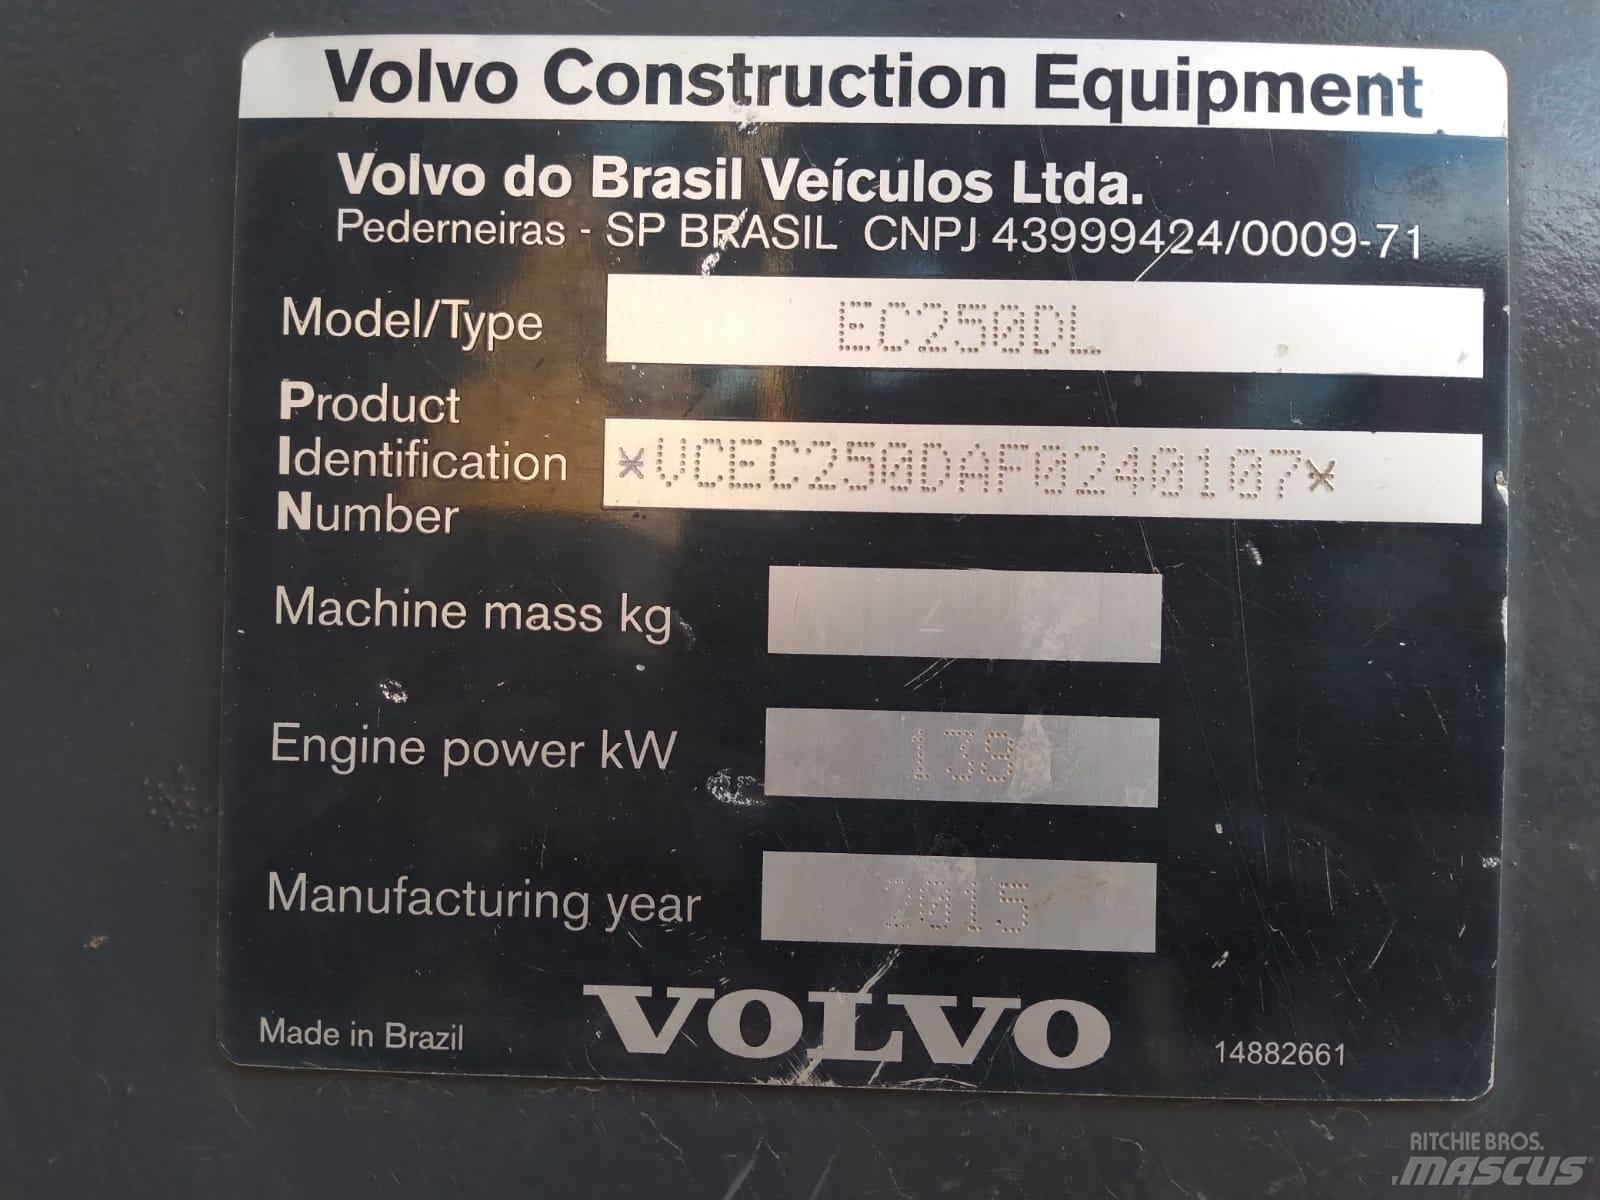 Volvo Construction Equipment
Volvo do Brasil Veículos Ltda.
Pederneiras - SP BRASIL CNPJ 43999424/0009-71
Model/Type EC250DL
Product
Identification *VCEC250DAF0240107*
Number
Machine mass kg
Engine power kW 138
Manufacturing year 2015
VOLVO
Made in Brazil 14882661
RITCHIE BROS.
MASCUS